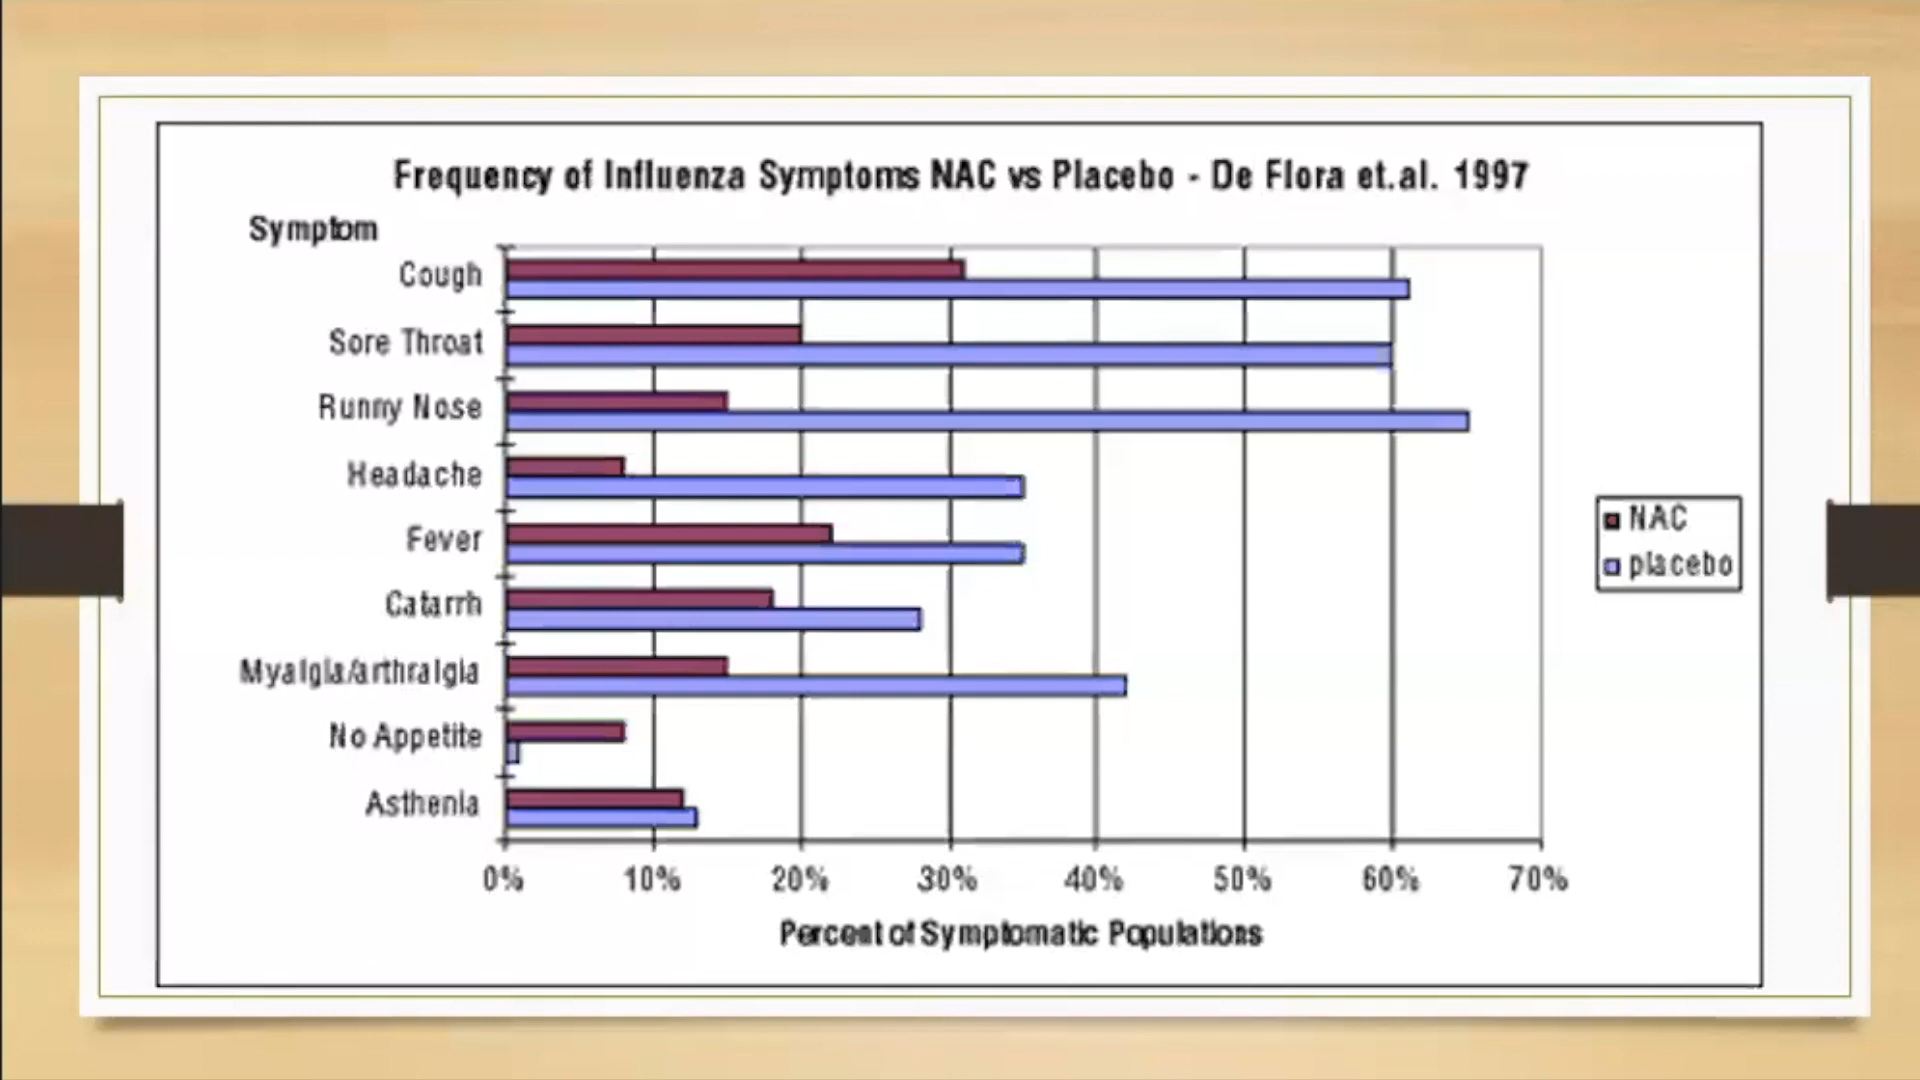 Frequency of Influenza Symptoms NAC vs Placebo - De Flora et.al. 1997
Symptom
Cough
Sore Throat
Runny Nose
Headache
Fever
Catarrh
Myalgia/arthralgia
No Appetite
Asthenia
0% 10% 20% 30% 40% 50% 60% 70%
Percent of Symptomatic Populations
NAC
placebo